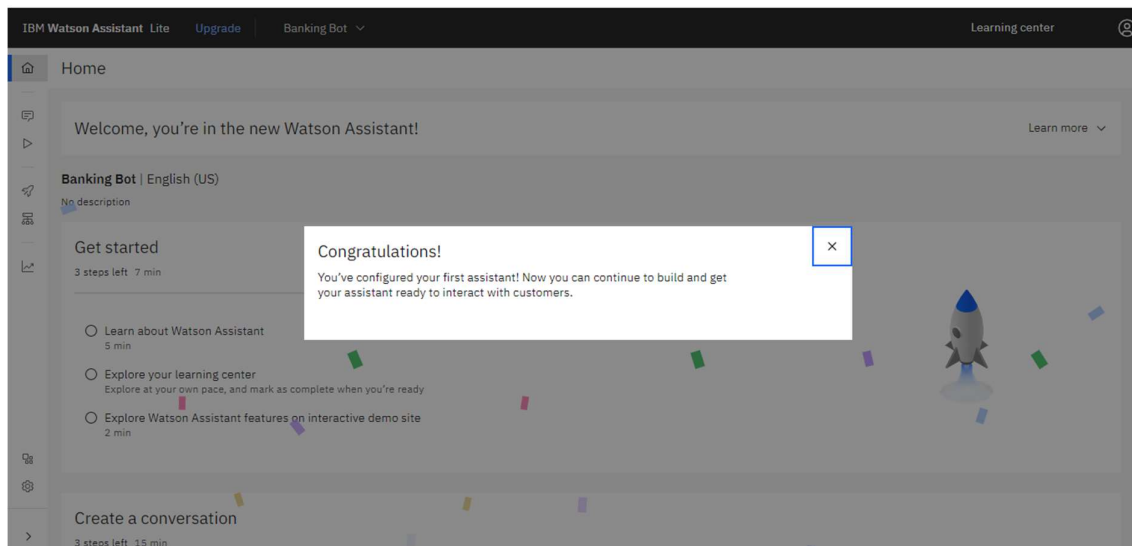 IBM Watson Assistant Lite Upgrade Banking Bot Learning center
Home
Welcome, you're in the new Watson Assistant! Learn more
Banking Bot | English (US)
No description
Get started
3 steps left 7 min
Congratulations!
You've configured your first assistant! Now you can continue to build and get
your assistant ready to interact with customers.
Learn about Watson Assistant
5 min
Explore your learning center
Explore at your own pace, and mark as complete when you're ready
Explore Watson Assistant features on interactive demo site
2 min
Create a conversation
3 steps left 15 min